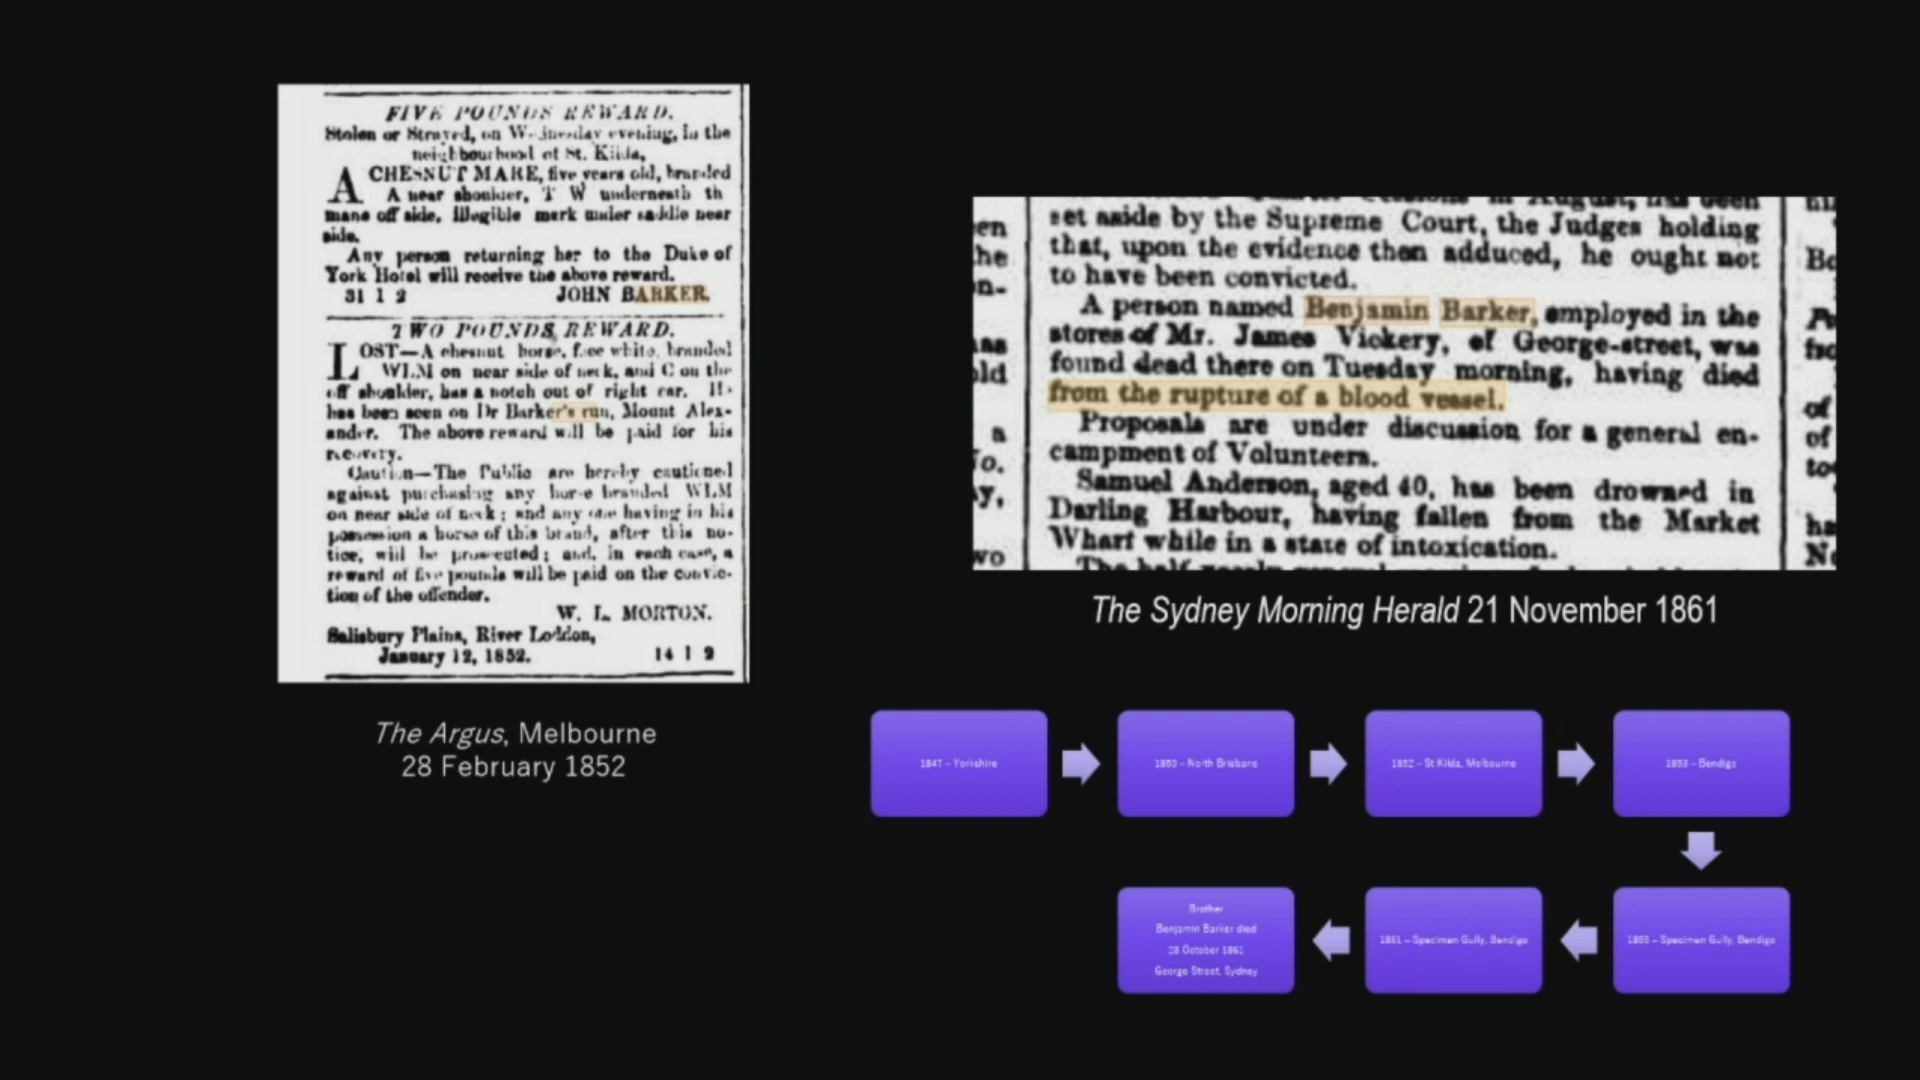 FIVE POUNDS REWARD.
Stolen or Strayed, on Wednesday evening, in the
neighbourhood of St. Kilda,
A CHESNUT MARE, five years old, branded
A near shoulder, T W underneath th
mane off side, illegible mark under saddle near
side.
Any person returning her to the Duke of
York Hotel will receive the above reward.
31 1 2 JOHN BARKER.
TWO POUNDS REWARD.
LOST—A chesnut horse, face white, branded
WLM on near side of neck, and C on the
off shoulder, has a notch out of right ear. It
has been seen on Dr Barker's run, Mount Alex-
ander. The above reward will be paid for his
recovery.
Caution—The Public are hereby cautioned
against purchasing any horse branded WLM
on near side of neck; and any one having in his
possession a horse of this brand, after this no-
tice, will be prosecuted; and, in each case, a
reward of five pounds will be paid on the convic-
tion of the offender.
W. L. MORTON.
Salisbury Plains, River Loddon,
January 12, 1852. 14 1 2
The Argus, Melbourne
28 February 1852
set aside by the Supreme Court, the Judges holding
that, upon the evidence then adduced, he ought not
to have been convicted.
A person named Benjamin Barker, employed in the
stores of Mr. James Vickery, of George-street, was
found dead there on Tuesday morning, having died
from the rupture of a blood vessel.
Proposals are under discussion for a general en-
campment of Volunteers.
Samuel Anderson, aged 40, has been drowned in
Darling Harbour, having fallen from the Market
Wharf while in a state of intoxication.
The Sydney Morning Herald 21 November 1861
1847 – Yorkshire
1850 – North Brisbane
1852 – St Kilda, Melbourne
1853 – Bendigo
1855 – Specimen Gully, Bendigo
1861 – Specimen Gully, Bendigo
Brother
Benjamin Barker died
28 October 1861
George Street, Sydney